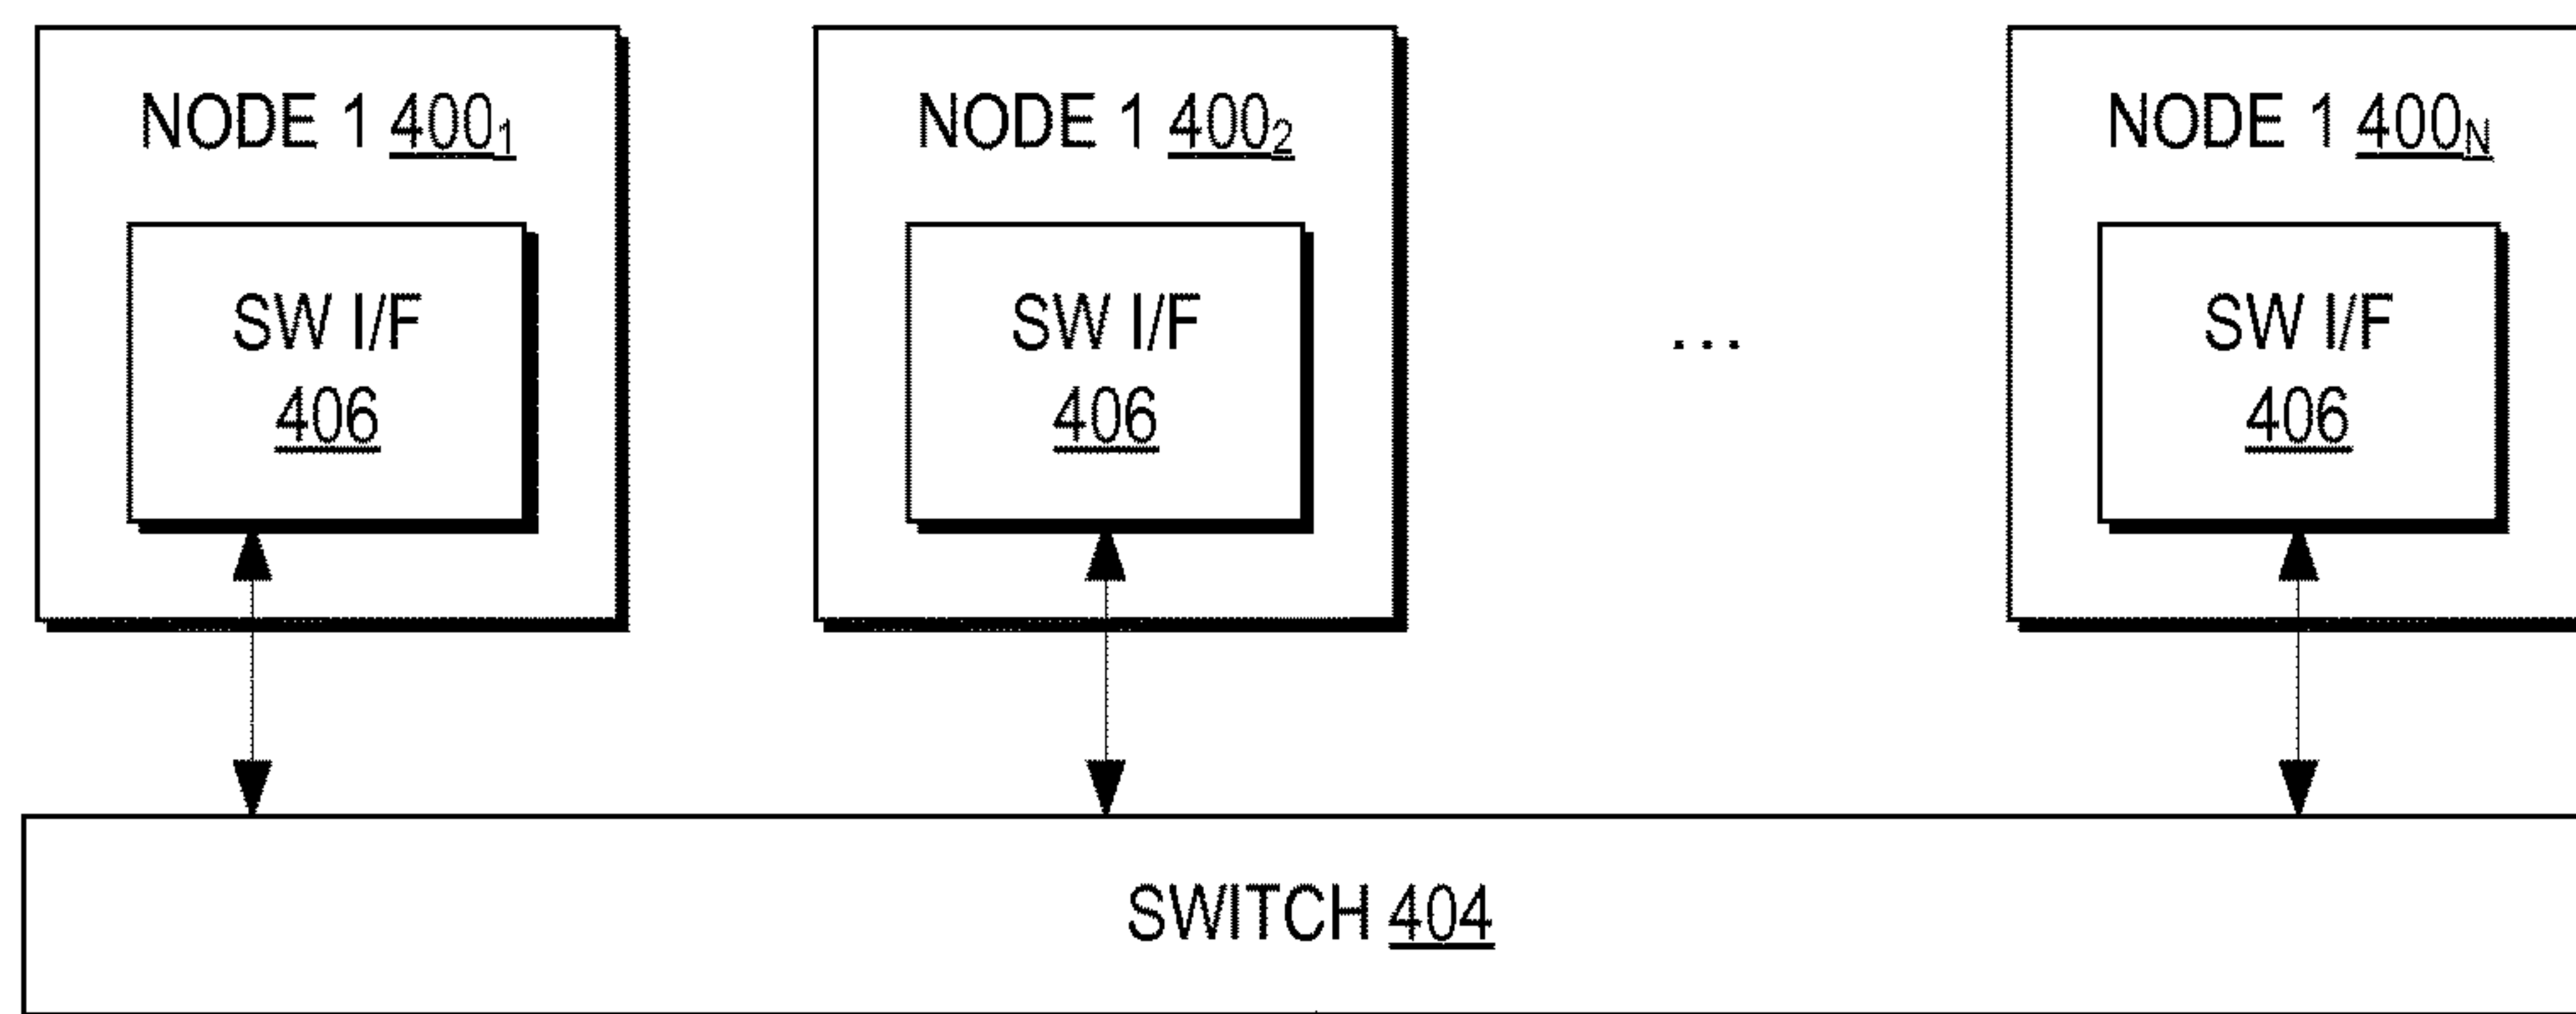 NODE 1 400₁
SW I/F
406
NODE 1 400₂
SW I/F
406
...
NODE 1 400ₙ
SW I/F
406
SWITCH 404